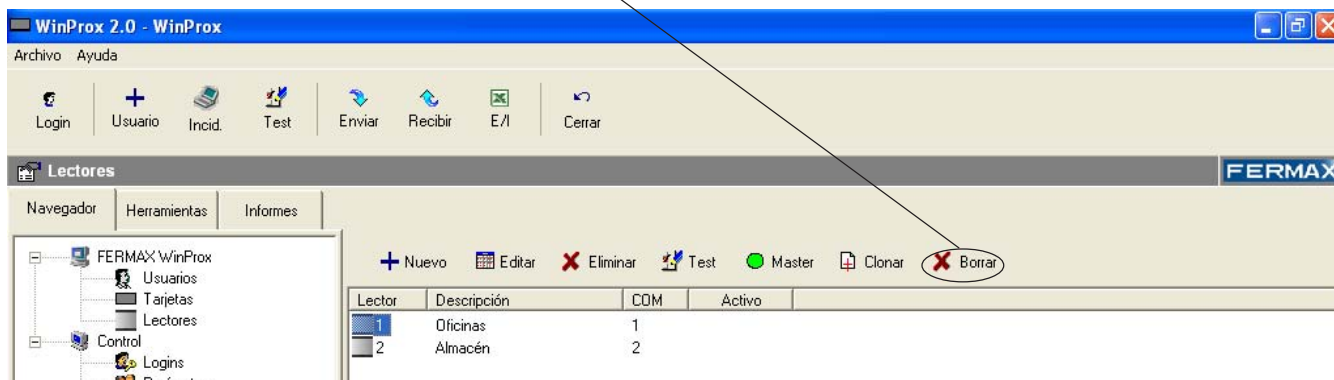 WinProx 2.0 - WinProx
Archivo Ayuda
Login Usuario Incid. Test Enviar Recibir E/I Cerrar
Lectores FERMAX
Navegador Herramientas Informes
FERMAX WinProx
Usuarios
Tarjetas
Lectores
Control
Logins
Nuevo Editar Eliminar Test Master Clonar Borrar
Lector Descripción COM Activo
1 Oficinas 1
2 Almacén 2